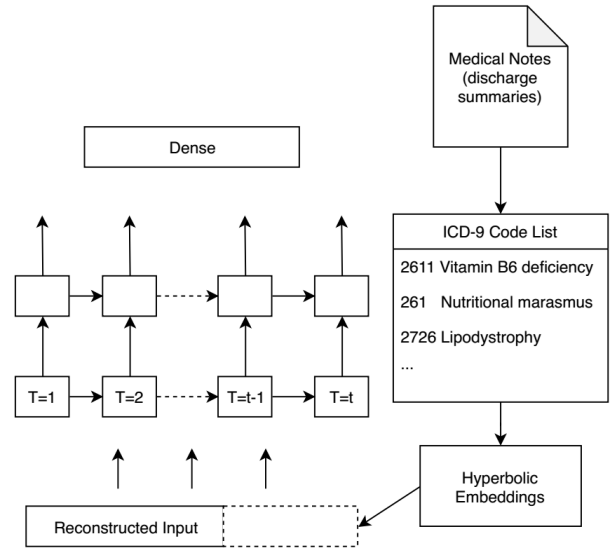 Medical Notes
(discharge
summaries)
Dense
ICD-9 Code List
2611 Vitamin B6 deficiency
261 Nutritional marasmus
2726 Lipodystrophy
...
T=1
T=2
T=t-1
T=t
Hyperbolic
Embeddings
Reconstructed Input